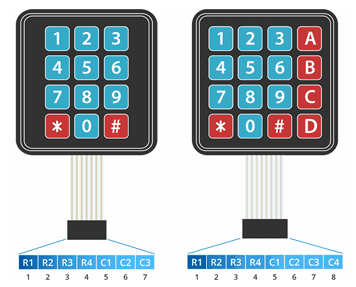 1 2 3
4 5 6
7 8 9
* 0 #
R1 R2 R3 R4 C1 C2 C3
1 2 3 4 5 6 7
1 2 3 A
4 5 6 B
7 8 9 C
* 0 # D
R1 R2 R3 R4 C1 C2 C3 C4
1 2 3 4 5 6 7 8